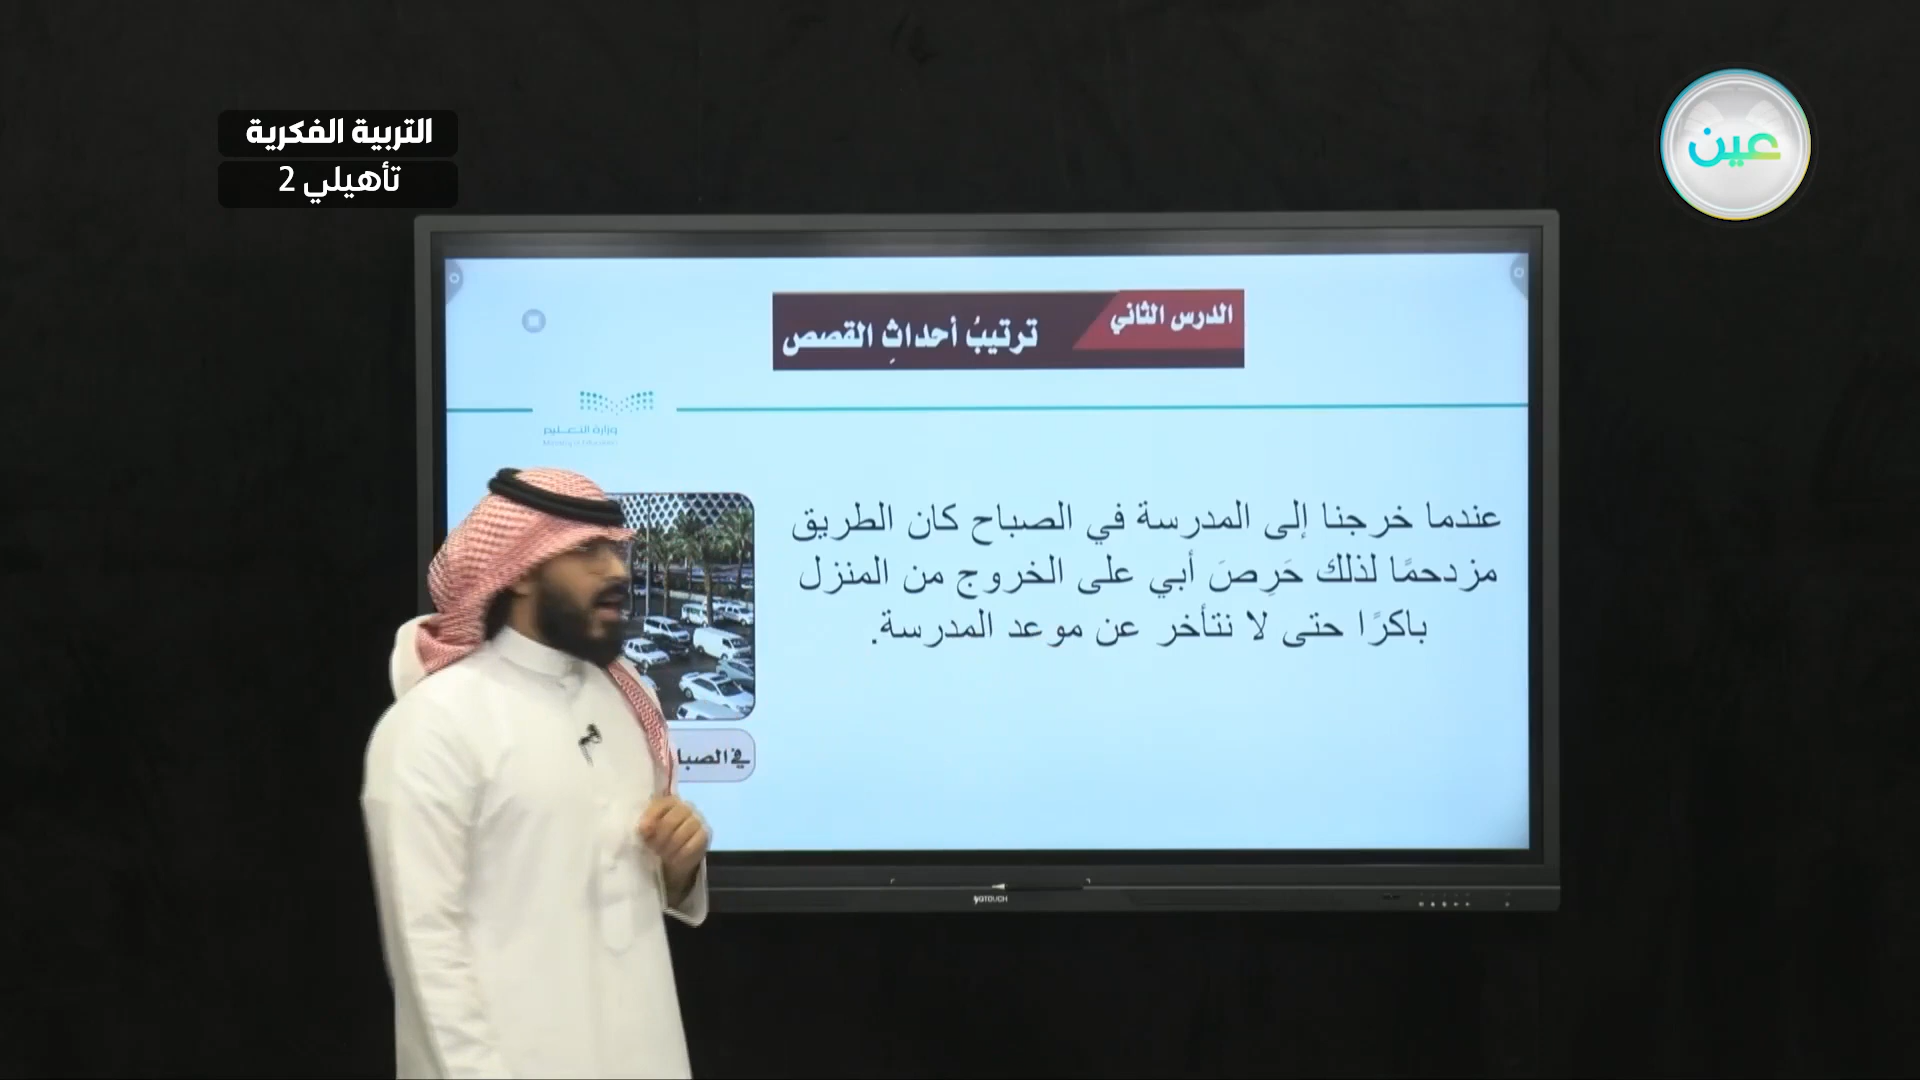 التربية الفكرية
تأهيلي 2
عين
الدرس الثاني
ترتيبُ أحداثِ القصص
وزارة التعليم
عندما خرجنا إلى المدرسة في الصباح كان الطريق
مزدحمًا لذلك حَرِصَ أبي على الخروج من المنزل
باكرًا حتى لا نتأخر عن موعد المدرسة.
في